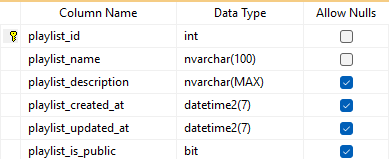 Column Name Data Type Allow Nulls
playlist_id int
playlist_name nvarchar(100)
playlist_description nvarchar(MAX)
playlist_created_at datetime2(7)
playlist_updated_at datetime2(7)
playlist_is_public bit